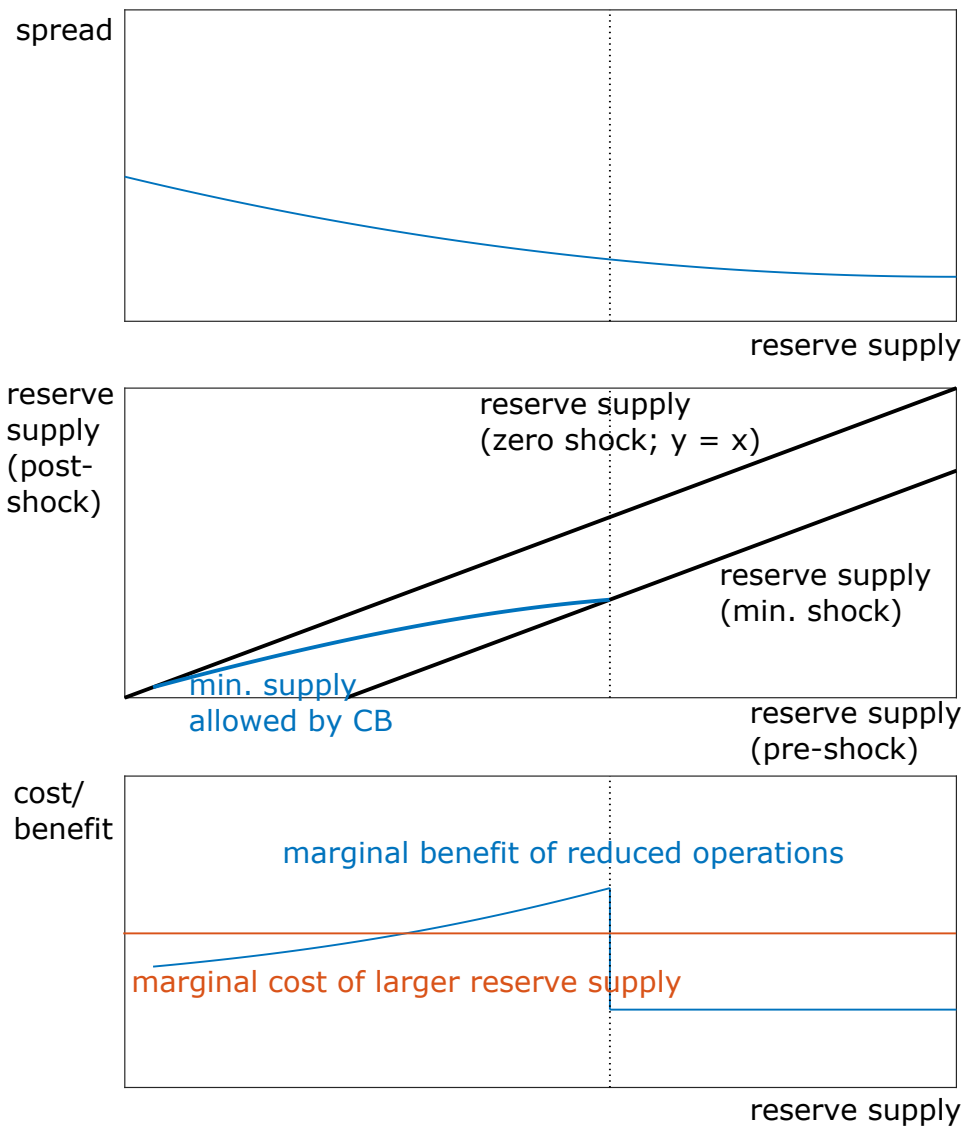 spread
reserve supply
reserve
supply
(post-
shock)
reserve supply
(zero shock; y = x)
reserve supply
(min. shock)
min. supply
allowed by CB
reserve supply
(pre-shock)
cost/
benefit
marginal benefit of reduced operations
marginal cost of larger reserve supply
reserve supply